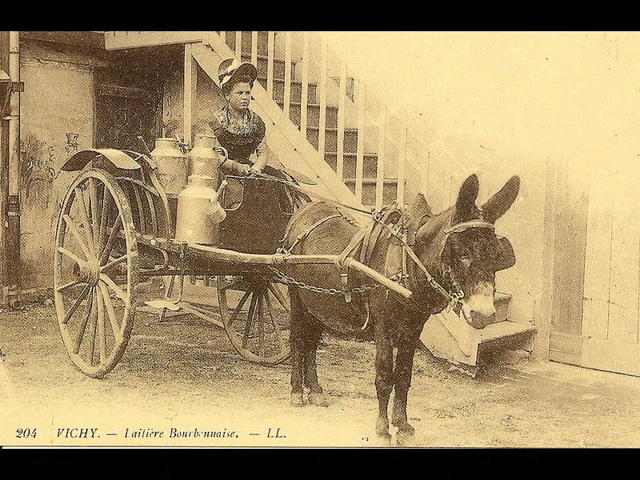 204 VICHY. — Laitière Bourbonnaise. — LL.